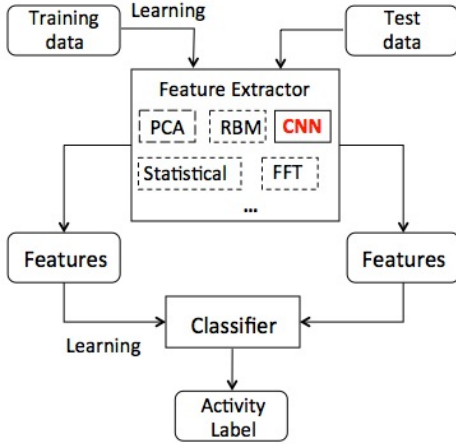 Training
data
Learning
Test
data
Feature Extractor
PCA
RBM
CNN
Statistical
FFT
...
Features
Features
Learning
Classifier
Activity
Label